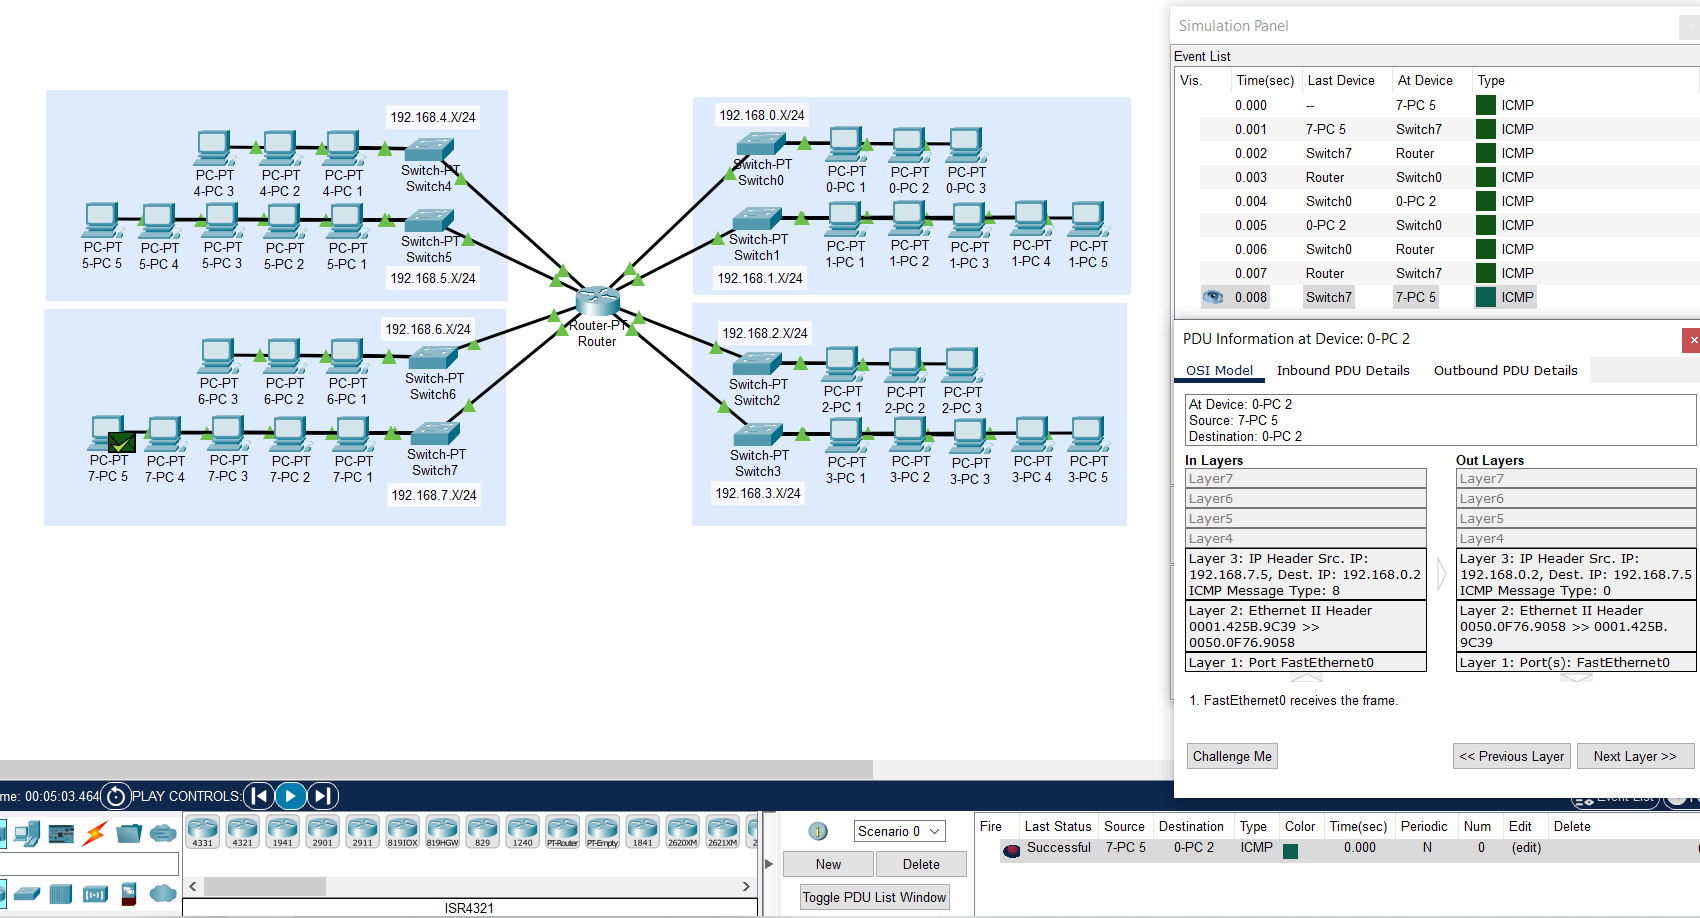 Simulation Panel
Event List
Vis. Time(sec) Last Device At Device Type
0.000 -- 7-PC 5 ICMP
0.001 7-PC 5 Switch7 ICMP
0.002 Switch7 Router ICMP
0.003 Router Switch0 ICMP
0.004 Switch0 0-PC 2 ICMP
0.005 0-PC 2 Switch0 ICMP
0.006 Switch0 Router ICMP
0.007 Router Switch7 ICMP
0.008 Switch7 7-PC 5 ICMP
192.168.4.X/24
PC-PT PC-PT PC-PT Switch-PT
4-PC 3 4-PC 2 4-PC 1 Switch4
PC-PT PC-PT PC-PT PC-PT PC-PT Switch-PT
5-PC 5 5-PC 4 5-PC 3 5-PC 2 5-PC 1 Switch5
192.168.5.X/24
192.168.0.X/24
Switch-PT PC-PT PC-PT PC-PT
Switch0 0-PC 1 0-PC 2 0-PC 3
Switch-PT PC-PT PC-PT PC-PT PC-PT PC-PT
Switch1 1-PC 1 1-PC 2 1-PC 3 1-PC 4 1-PC 5
192.168.1.X/24
Router-PT
Router
192.168.6.X/24
PC-PT PC-PT PC-PT Switch-PT
6-PC 3 6-PC 2 6-PC 1 Switch6
PC-PT PC-PT PC-PT PC-PT PC-PT Switch-PT
7-PC 5 7-PC 4 7-PC 3 7-PC 2 7-PC 1 Switch7
192.168.7.X/24
192.168.2.X/24
Switch-PT PC-PT PC-PT PC-PT
Switch2 2-PC 1 2-PC 2 2-PC 3
Switch-PT PC-PT PC-PT PC-PT PC-PT PC-PT
Switch3 3-PC 1 3-PC 2 3-PC 3 3-PC 4 3-PC 5
192.168.3.X/24
PDU Information at Device: 0-PC 2
OSI Model Inbound PDU Details Outbound PDU Details
At Device: 0-PC 2
Source: 7-PC 5
Destination: 0-PC 2
In Layers
Layer7
Layer6
Layer5
Layer4
Layer 3: IP Header Src. IP:
192.168.7.5, Dest. IP: 192.168.0.2
ICMP Message Type: 8
Layer 2: Ethernet II Header
0001.425B.9C39 >>
0050.0F76.9058
Layer 1: Port FastEthernet0
Out Layers
Layer7
Layer6
Layer5
Layer4
Layer 3: IP Header Src. IP:
192.168.0.2, Dest. IP: 192.168.7.5
ICMP Message Type: 0
Layer 2: Ethernet II Header
0050.0F76.9058 >> 0001.425B.
9C39
Layer 1: Port(s): FastEthernet0
1. FastEthernet0 receives the frame.
Challenge Me << Previous Layer Next Layer >>
me: 00:05:03.464 PLAY CONTROLS: Event List
4331 4321 1941 2901 2911 819IOX 819HGW 829 1240 PT-Router PT-Empty 1841 2620XM 2621XM 2
ISR4321
Scenario 0
New Delete
Toggle PDU List Window
Fire Last Status Source Destination Type Color Time(sec) Periodic Num Edit Delete
Successful 7-PC 5 0-PC 2 ICMP 0.000 N 0 (edit) (